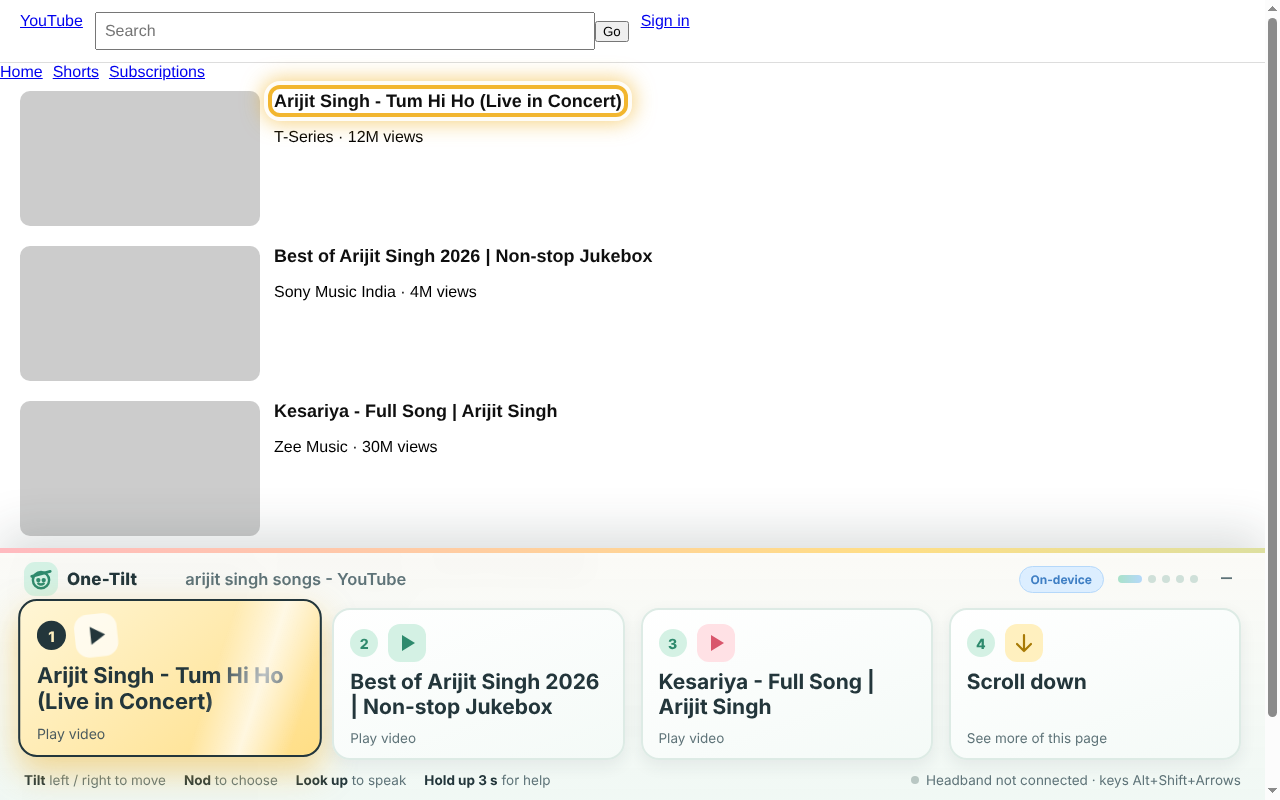 YouTube
Search
Go
Sign in
Home Shorts Subscriptions
Arijit Singh - Tum Hi Ho (Live in Concert)
T-Series · 12M views
Best of Arijit Singh 2026 | Non-stop Jukebox
Sony Music India · 4M views
Kesariya - Full Song | Arijit Singh
Zee Music · 30M views
One-Tilt
arijit singh songs - YouTube
On-device
1
Arijit Singh - Tum Hi Ho
(Live in Concert)
Play video
2
Best of Arijit Singh 2026
| Non-stop Jukebox
Play video
3
Kesariya - Full Song |
Arijit Singh
Play video
4
Scroll down
See more of this page
Tilt left / right to move Nod to choose Look up to speak Hold up 3 s for help
Headband not connected · keys Alt+Shift+Arrows